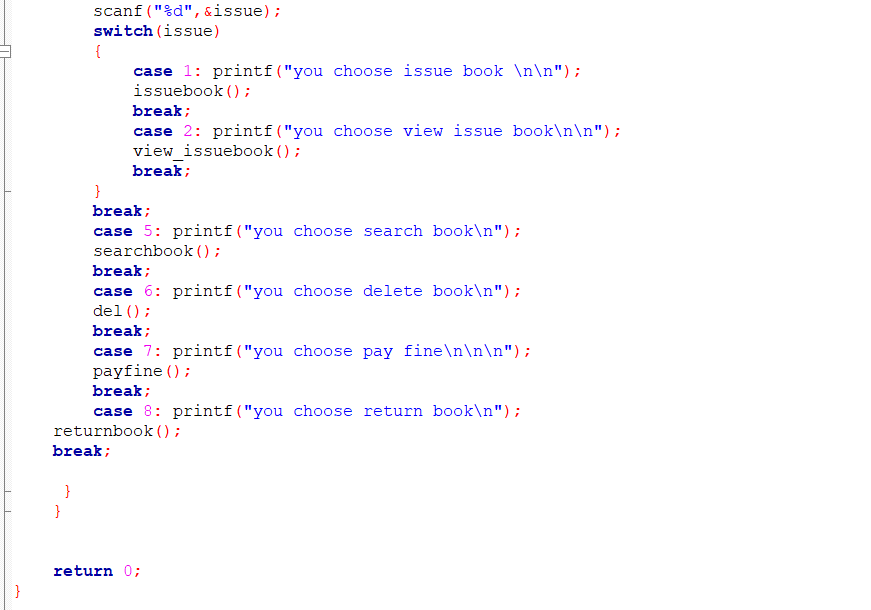 scanf("%d",&issue);
switch(issue)
{
case 1: printf("you choose issue book \n\n");
issuebook();
break;
case 2: printf("you choose view issue book\n\n");
view_issuebook();
break;
}
break;
case 5: printf("you choose search book\n");
searchbook();
break;
case 6: printf("you choose delete book\n");
del();
break;
case 7: printf("you choose pay fine\n\n\n");
payfine();
break;
case 8: printf("you choose return book\n");
returnbook();
break;
}
}
return 0;
}